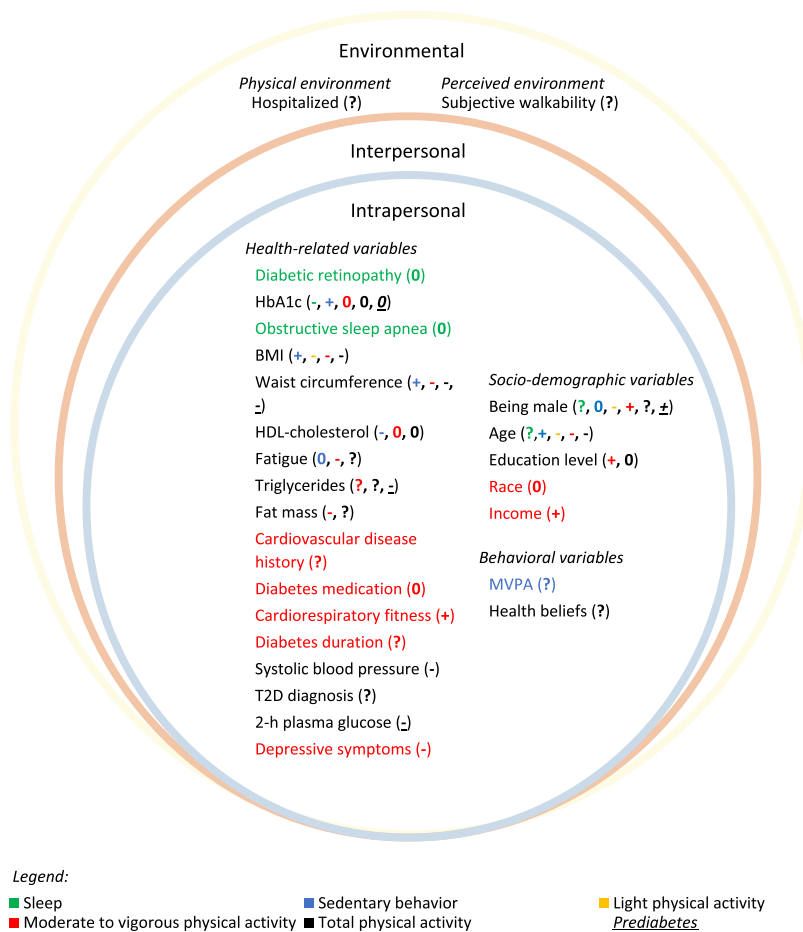 Environmental
Physical environment
Hospitalized (?)
Perceived environment
Subjective walkability (?)
Interpersonal
Intrapersonal
Health-related variables
Diabetic retinopathy (0)
HbA1c (-, +, 0, 0, 0)
Obstructive sleep apnea (0)
BMI (+, -, -, -)
Waist circumference (+, -, -,
-)
HDL-cholesterol (-, 0, 0)
Fatigue (0, -, ?)
Triglycerides (?, ?, -)
Fat mass (-, ?)
Cardiovascular disease
history (?)
Diabetes medication (0)
Cardiorespiratory fitness (+)
Diabetes duration (?)
Systolic blood pressure (-)
T2D diagnosis (?)
2-h plasma glucose (-)
Depressive symptoms (-)
Socio-demographic variables
Being male (?, 0, -, +, ?, +)
Age (?,+, -, -, -)
Education level (+, 0)
Race (0)
Income (+)
Behavioral variables
MVPA (?)
Health beliefs (?)
Legend:
Sleep
Sedentary behavior
Light physical activity
Moderate to vigorous physical activity
Total physical activity
Prediabetes